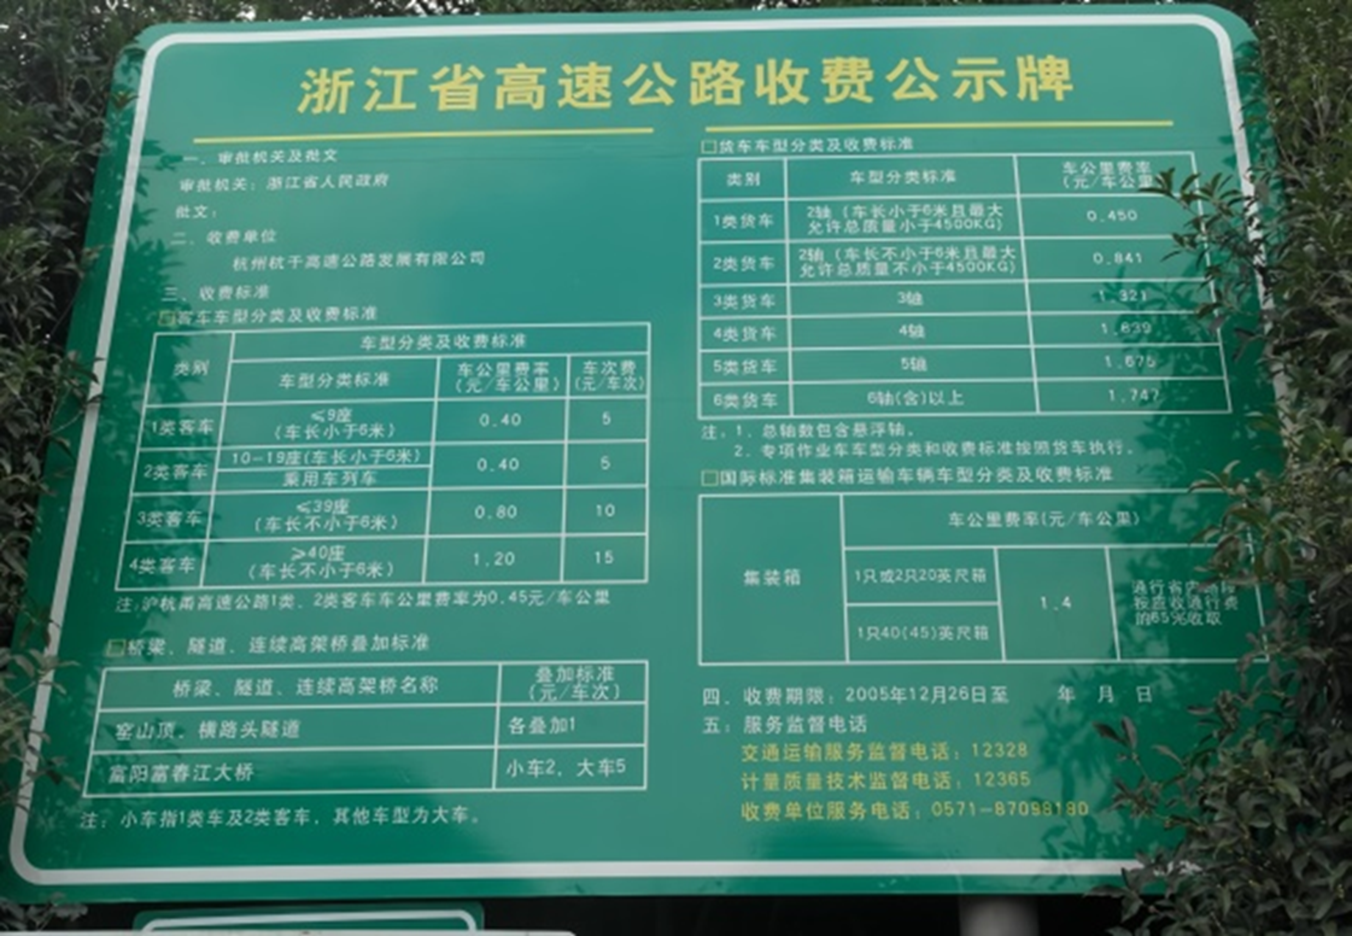 浙江省高速公路收费公示牌
一、审批机关及批文
审批机关：浙江省人民政府
批文：
二、收费单位
杭州杭千高速公路发展有限公司
三、收费标准
客车车型分类及收费标准
类别 车型分类及收费标准
车型分类标准 车公里费率（元/车公里） 车次费（元/车次）
1类客车 ≤9座（车长小于6米） 0.40 5
2类客车 10-19座(车长小于6米) 0.40 5
乘用车列车
3类客车 ≤39座（车长不小于6米） 0.80 10
4类客车 ≥40座（车长不小于6米） 1.20 15
注:沪杭甬高速公路1类、2类客车车公里费率为0.45元/车公里
桥梁、隧道、连续高架桥叠加标准
桥梁、隧道、连续高架桥名称 叠加标准（元/车次）
窑山顶、横路头隧道 各叠加1
富阳富春江大桥 小车2，大车5
注：小车指1类车及2类客车，其他车型为大车。
货车车型分类及收费标准
类别 车型分类标准 车公里费率（元/车公里
1类货车 2轴（车长小于6米且最大允许总质量小于4500KG） 0.450
2类货车 2轴（车长不小于6米且最大允许总质量不小于4500KG） 0.841
3类货车 3轴 1.321
4类货车 4轴 1.639
5类货车 5轴 1.675
6类货车 6轴(含)以上 1.747
注：1．总轴数包含悬浮轴。
2．专项作业车车型分类和收费标准按照货车执行。
国际标准集装箱运输车辆车型分类及收费标准
集装箱 车公里费率(元/车公里)
1只或2只20英尺箱 1.4 通行省内
1只40(45)英尺箱 按应收通行费的65%收取
四、收费期限：2005年12月26日至 年 月 日
五：服务监督电话
交通运输服务监督电话：12328
计量质量技术监督电话：12365
收费单位服务电话：0571-87098180